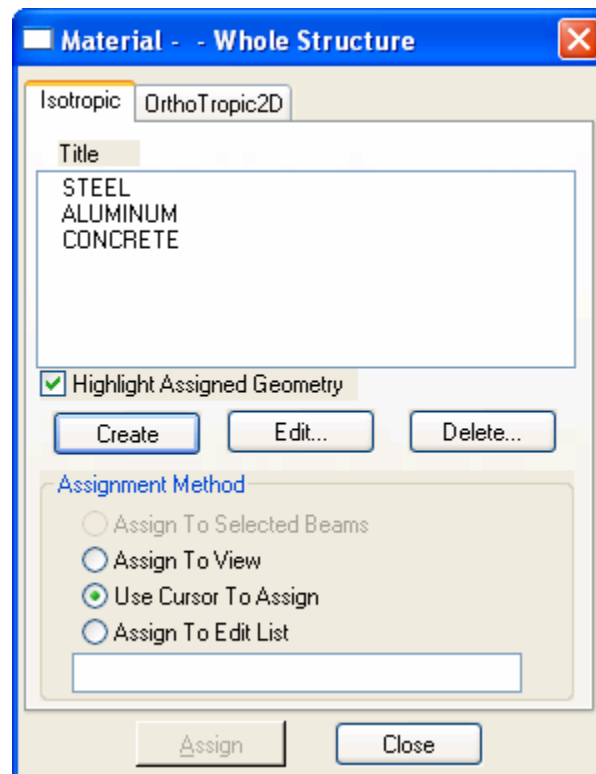 Material - - Whole Structure
Isotropic OrthoTropic2D
Title
STEEL
ALUMINUM
CONCRETE
Highlight Assigned Geometry
Create Edit... Delete...
Assignment Method
Assign To Selected Beams
Assign To View
Use Cursor To Assign
Assign To Edit List
Assign Close